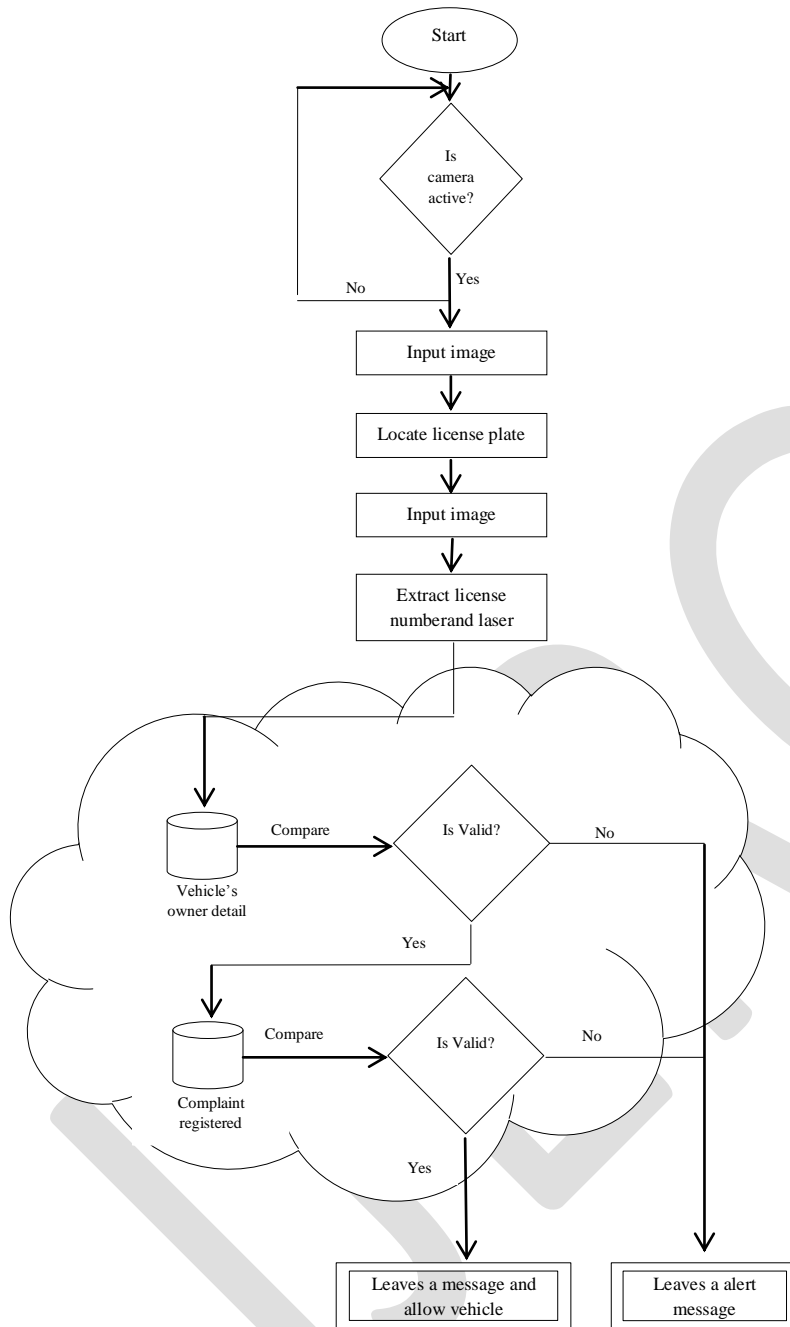 Start
Is
camera
active?
Yes
No
Input image
Locate license plate
Input image
Extract license
numberand laser
Compare
Is Valid?
No
Vehicle's
owner detail
Yes
Compare
Is Valid?
No
Complaint
registered
Yes
Leaves a message and
allow vehicle
Leaves a alert
message